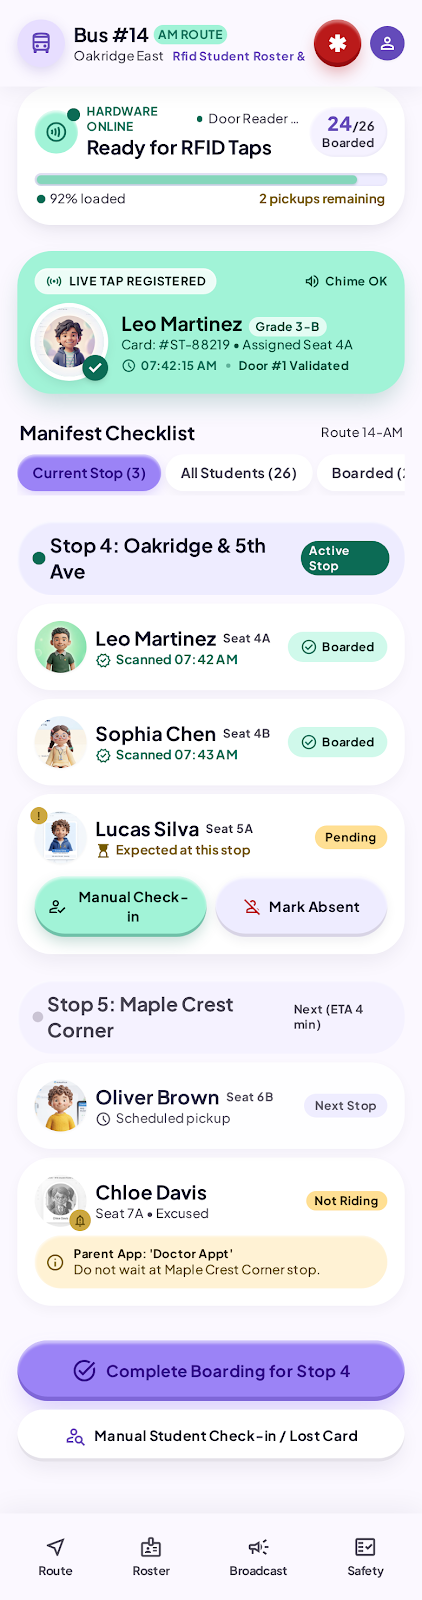 Bus #14 AM ROUTE
Oakridge East Rfid Student Roster &
HARDWARE
ONLINE
Door Reader ...
Ready for RFID Taps
24/26
Boarded
92% loaded
2 pickups remaining
LIVE TAP REGISTERED
Chime OK
Leo Martinez Grade 3-B
Card: #ST-88219 • Assigned Seat 4A
07:42:15 AM • Door #1 Validated
Manifest Checklist
Route 14-AM
Current Stop (3)
All Students (26)
Boarded (2
Stop 4: Oakridge & 5th
Ave
Active
Stop
Leo Martinez Seat 4A
Scanned 07:42 AM
Boarded
Sophia Chen Seat 4B
Scanned 07:43 AM
Boarded
!
Lucas Silva Seat 5A
Expected at this stop
Pending
Manual Check-
in
Mark Absent
Stop 5: Maple Crest
Corner
Next (ETA 4
min)
Oliver Brown Seat 6B
Scheduled pickup
Next Stop
Chloe Davis
Seat 7A • Excused
Not Riding
Parent App: 'Doctor Appt'
Do not wait at Maple Crest Corner stop.
Complete Boarding for Stop 4
Manual Student Check-in / Lost Card
Route
Roster
Broadcast
Safety